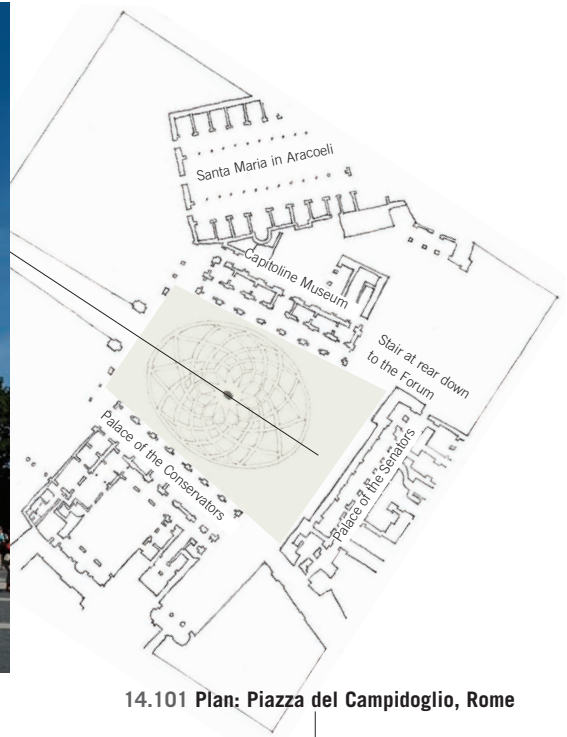 Santa Maria in Aracoeli
Capitoline Museum
Stair at rear down
to the Forum
Palace of the Conservators
Palace of the Senators
14.101 Plan: Piazza del Campidoglio, Rome